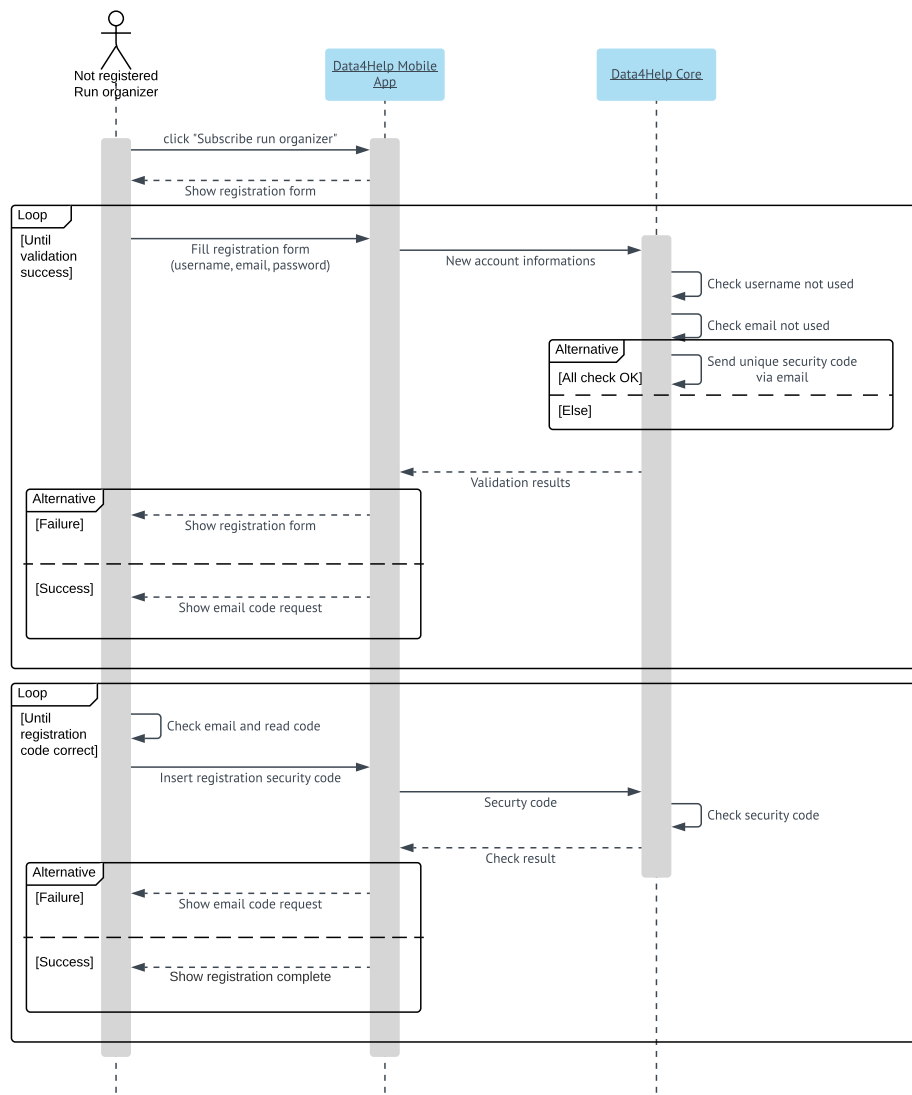 Not registered
Run organizer
Data4Help Mobile
App
Data4Help Core
click "Subscribe run organizer"
Show registration form
Loop
[Until
validation
success]
Fill registration form
(username, email, password)
New account informations
Check username not used
Check email not used
Alternative
[All check OK]
Send unique security code
via email
[Else]
Validation results
Alternative
[Failure]
Show registration form
[Success]
Show email code request
Loop
[Until
registration
code correct]
Check email and read code
Insert registration security code
Securty code
Check security code
Check result
Alternative
[Failure]
Show email code request
[Success]
Show registration complete